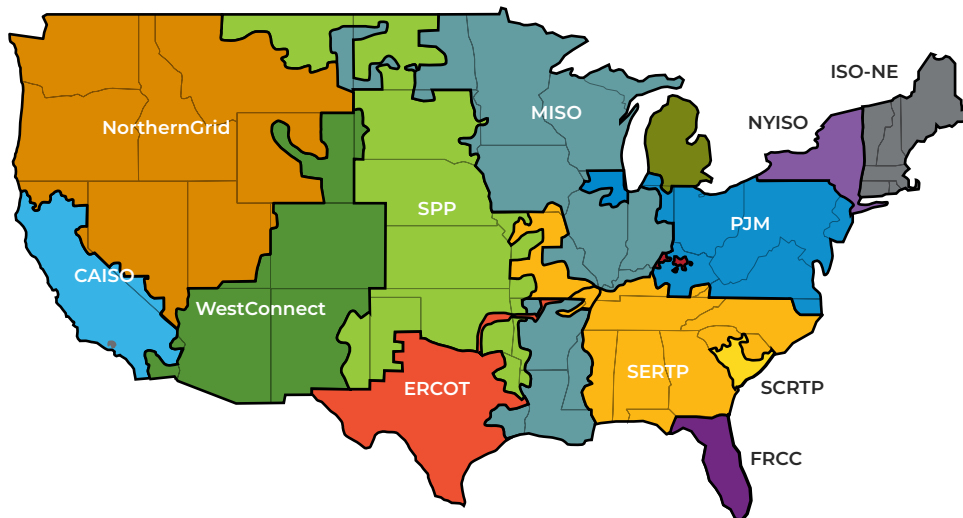 ISO-NE
MISO
NYISO
NorthernGrid
SPP
PJM
CAISO
WestConnect
SERTP
ERCOT
SCRTP
FRCC